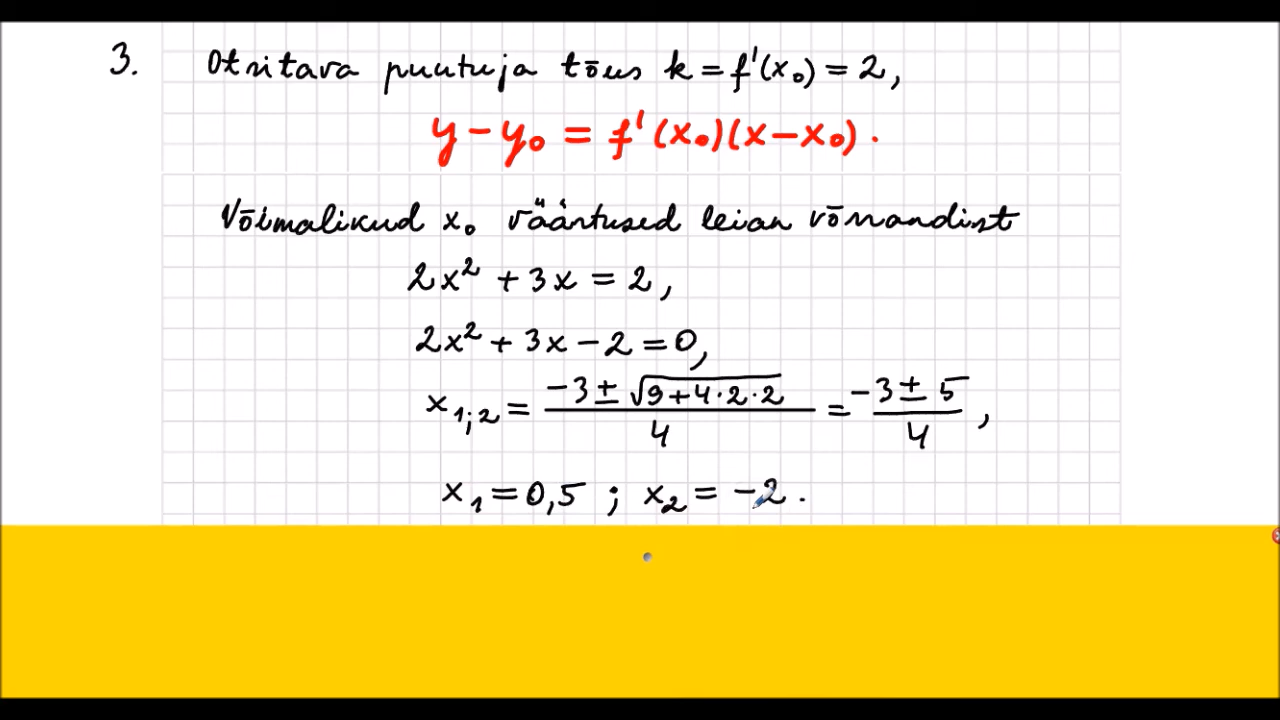 3. Otsitava puutuja tõus k = f'(x₀) = 2,
y − y₀ = f'(x₀)(x − x₀).
Võimalikud x₀ väärtused leian võrrandist
2x² + 3x = 2,
2x² + 3x − 2 = 0,
x₁;₂ = (−3 ± √(9 + 4·2·2))/4 = (−3 ± 5)/4,
x₁ = 0,5 ; x₂ = −2.